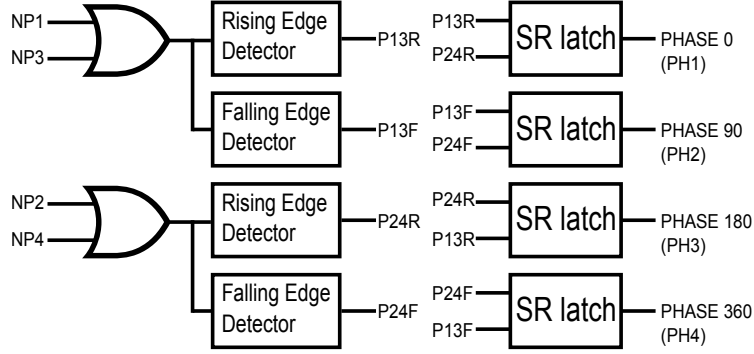 NP1
NP3
Rising Edge
Detector
P13R
Falling Edge
Detector
P13F
NP2
NP4
Rising Edge
Detector
P24R
Falling Edge
Detector
P24F
P13R
P24R
SR latch
PHASE 0
(PH1)
P13F
P24F
SR latch
PHASE 90
(PH2)
P24R
P13R
SR latch
PHASE 180
(PH3)
P24F
P13F
SR latch
PHASE 360
(PH4)